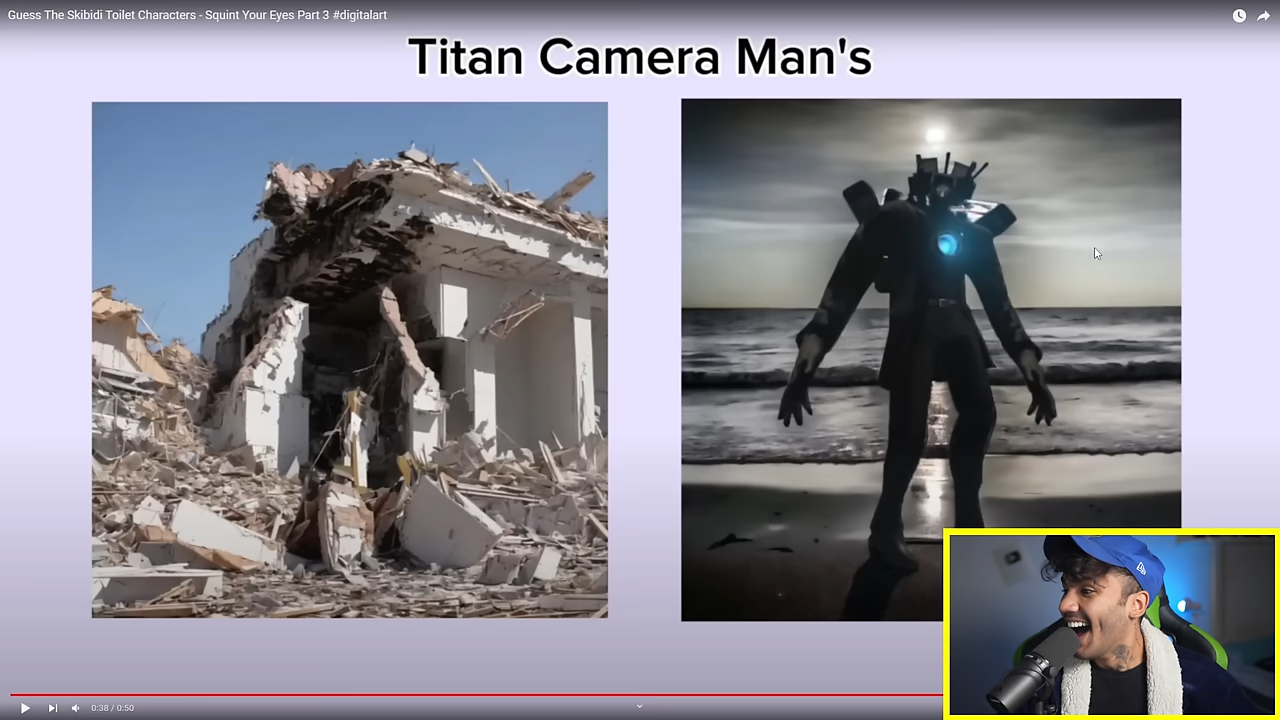 Guess The Skibidi Toilet Characters - Squint Your Eyes Part 3 #digitalart
Titan Camera Man's
0:38 / 0:50